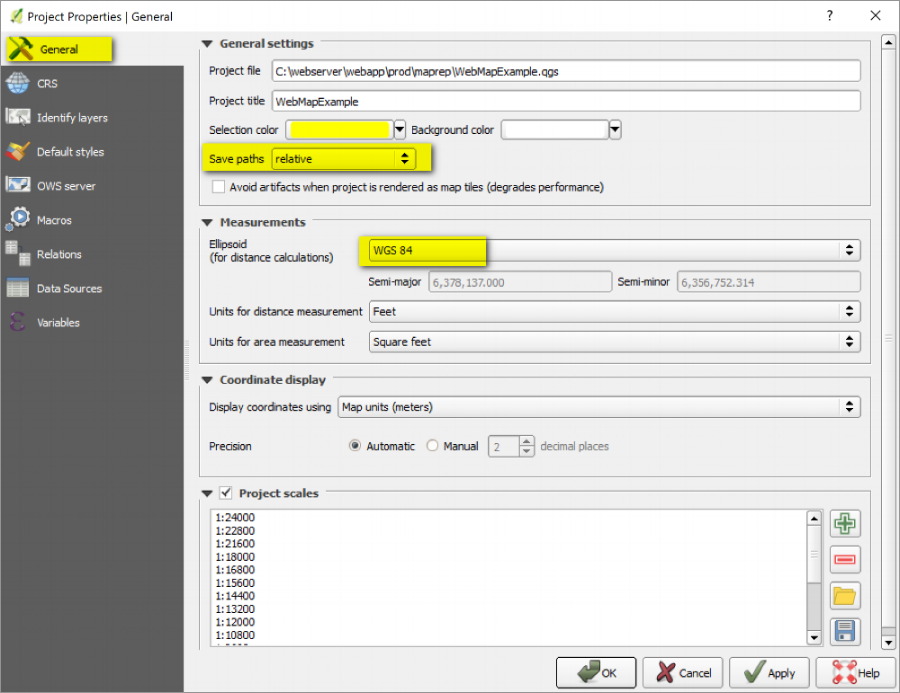 Project Properties | General
General
CRS
Identify layers
Default styles
OWS server
Macros
Relations
Data Sources
Variables
General settings
Project file C:\webserver\webapp\prod\maprep\WebMapExample.qgs
Project title WebMapExample
Selection color Background color
Save paths relative
Avoid artifacts when project is rendered as map tiles (degrades performance)
Measurements
Ellipsoid
(for distance calculations) WGS 84
Semi-major 6,378,137.000 Semi-minor 6,356,752.314
Units for distance measurement Feet
Units for area measurement Square feet
Coordinate display
Display coordinates using Map units (meters)
Precision Automatic Manual 2 decimal places
Project scales
1:24000
1:22800
1:21600
1:18000
1:16800
1:15600
1:14400
1:13200
1:12000
1:10800
OK Cancel Apply Help